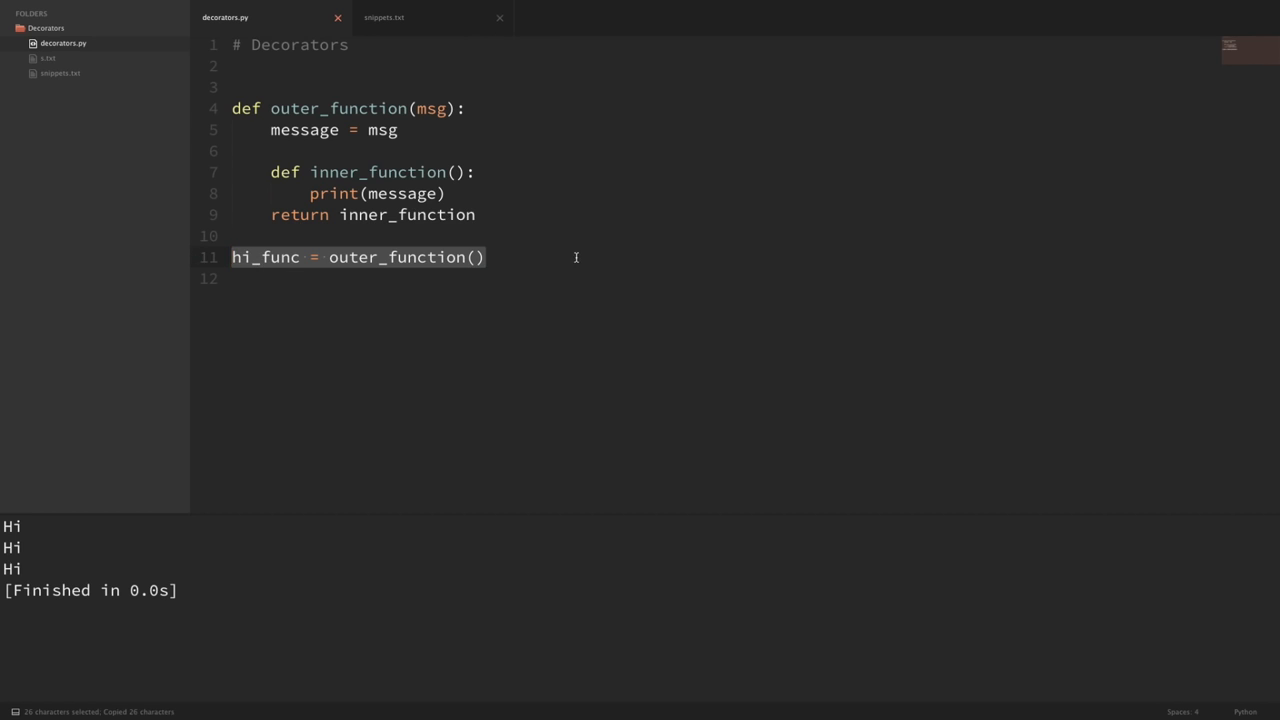 FOLDERS
Decorators
decorators.py
s.txt
snippets.txt
decorators.py
snippets.txt
1 # Decorators
2
3
4 def outer_function(msg):
5 message = msg
6
7 def inner_function():
8 print(message)
9 return inner_function
10
11 hi_func = outer_function()
12
Hi
Hi
Hi
[Finished in 0.0s]
26 characters selected; Copied 26 characters
Spaces: 4
Python